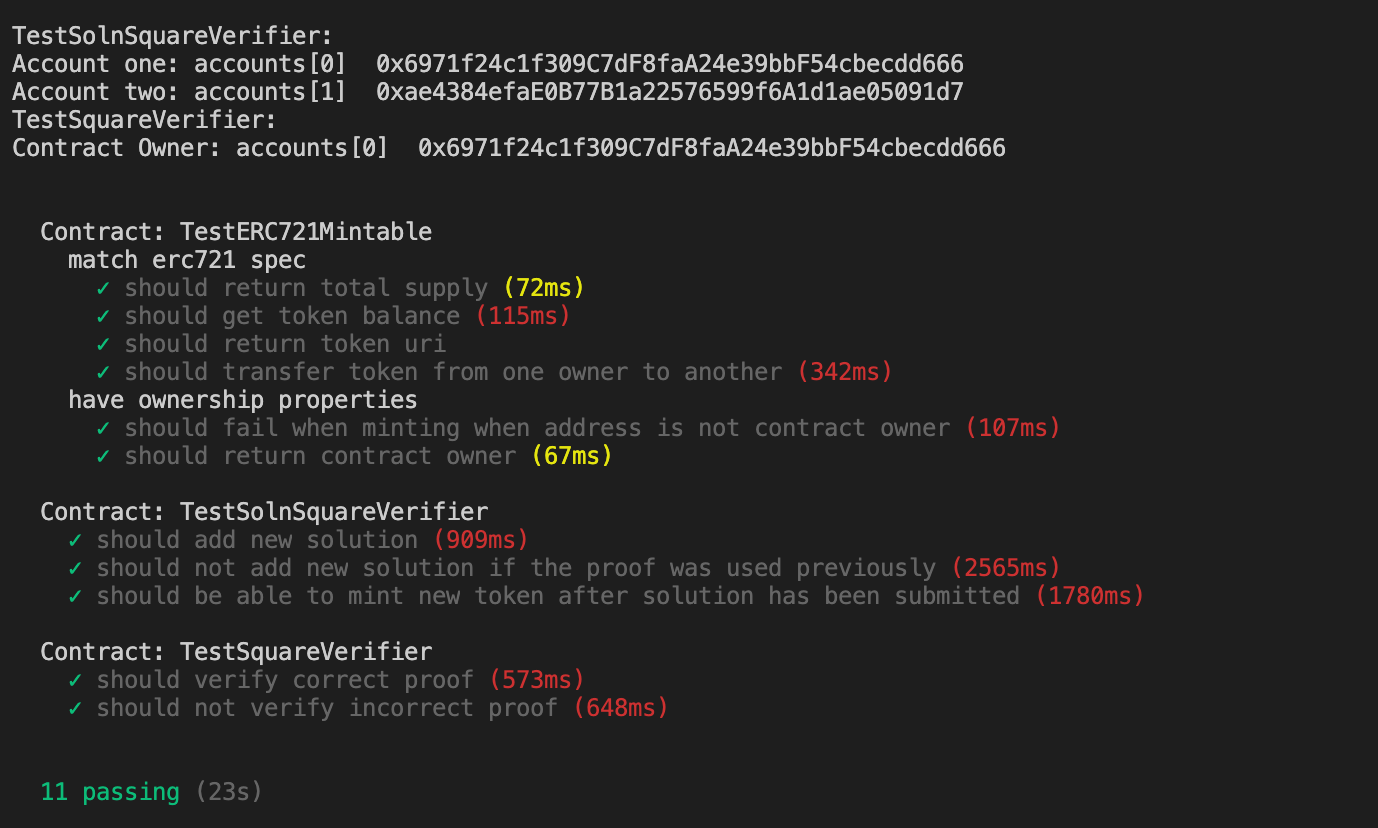 TestSolnSquareVerifier:
Account one: accounts[0]  0x6971f24c1f309C7dF8faA24e39bbF54cbecdd666
Account two: accounts[1]  0xae4384efaE0B77B1a22576599f6A1d1ae05091d7
TestSquareVerifier:
Contract Owner: accounts[0]  0x6971f24c1f309C7dF8faA24e39bbF54cbecdd666
Contract: TestERC721Mintable
match erc721 spec
✓ should return total supply (72ms)
✓ should get token balance (115ms)
✓ should return token uri
✓ should transfer token from one owner to another (342ms)
have ownership properties
✓ should fail when minting when address is not contract owner (107ms)
✓ should return contract owner (67ms)
Contract: TestSolnSquareVerifier
✓ should add new solution (909ms)
✓ should not add new solution if the proof was used previously (2565ms)
✓ should be able to mint new token after solution has been submitted (1780ms)
Contract: TestSquareVerifier
✓ should verify correct proof (573ms)
✓ should not verify incorrect proof (648ms)
11 passing (23s)